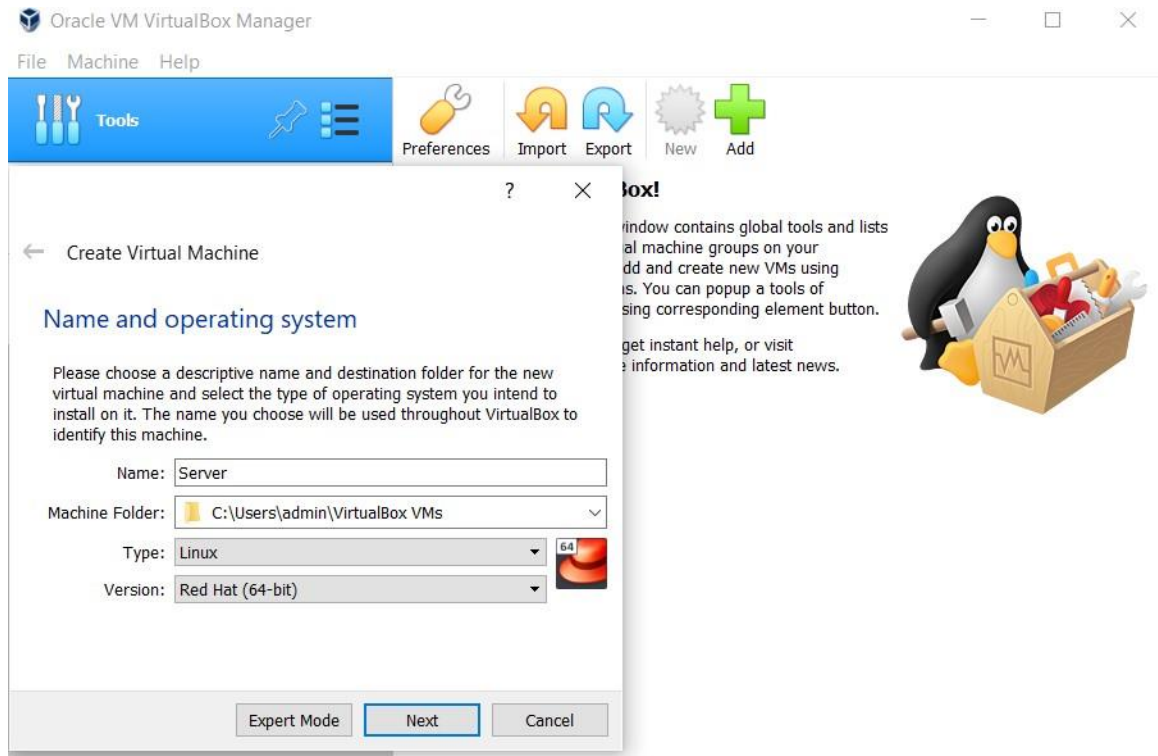 Oracle VM VirtualBox Manager
File Machine Help
Tools
Preferences Import Export New Add
Box!
window contains global tools and lists
al machine groups on your
dd and create new VMs using
s. You can popup a tools of
sing corresponding element button.
get instant help, or visit
information and latest news.
?
Create Virtual Machine
Name and operating system
Please choose a descriptive name and destination folder for the new
virtual machine and select the type of operating system you intend to
install on it. The name you choose will be used throughout VirtualBox to
identify this machine.
Name: Server
Machine Folder: C:\Users\admin\VirtualBox VMs
Type: Linux
64
Version: Red Hat (64-bit)
Expert Mode Next Cancel